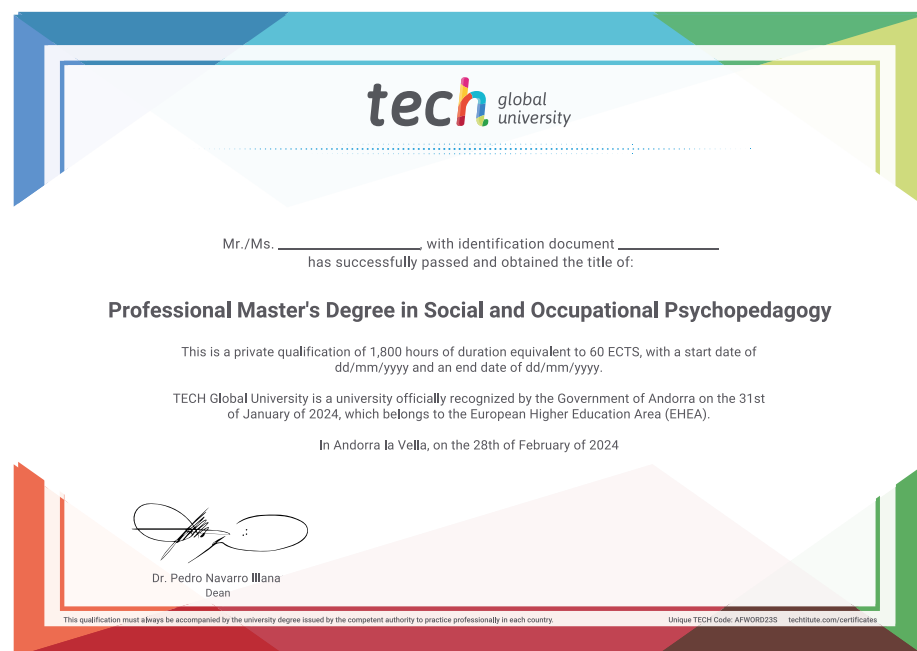 tech global university
Mr./Ms. ____________, with identification document ____________
has successfully passed and obtained the title of:
Professional Master's Degree in Social and Occupational Psychopedagogy
This is a private qualification of 1,800 hours of duration equivalent to 60 ECTS, with a start date of
dd/mm/yyyy and an end date of dd/mm/yyyy.
TECH Global University is a university officially recognized by the Government of Andorra on the 31st
of January of 2024, which belongs to the European Higher Education Area (EHEA).
In Andorra la Vella, on the 28th of February of 2024
Dr. Pedro Navarro Illana
Dean
This qualification must always be accompanied by the university degree issued by the competent authority to practice professionally in each country.
Unique TECH Code: AFWORD23S techtitute.com/certificates